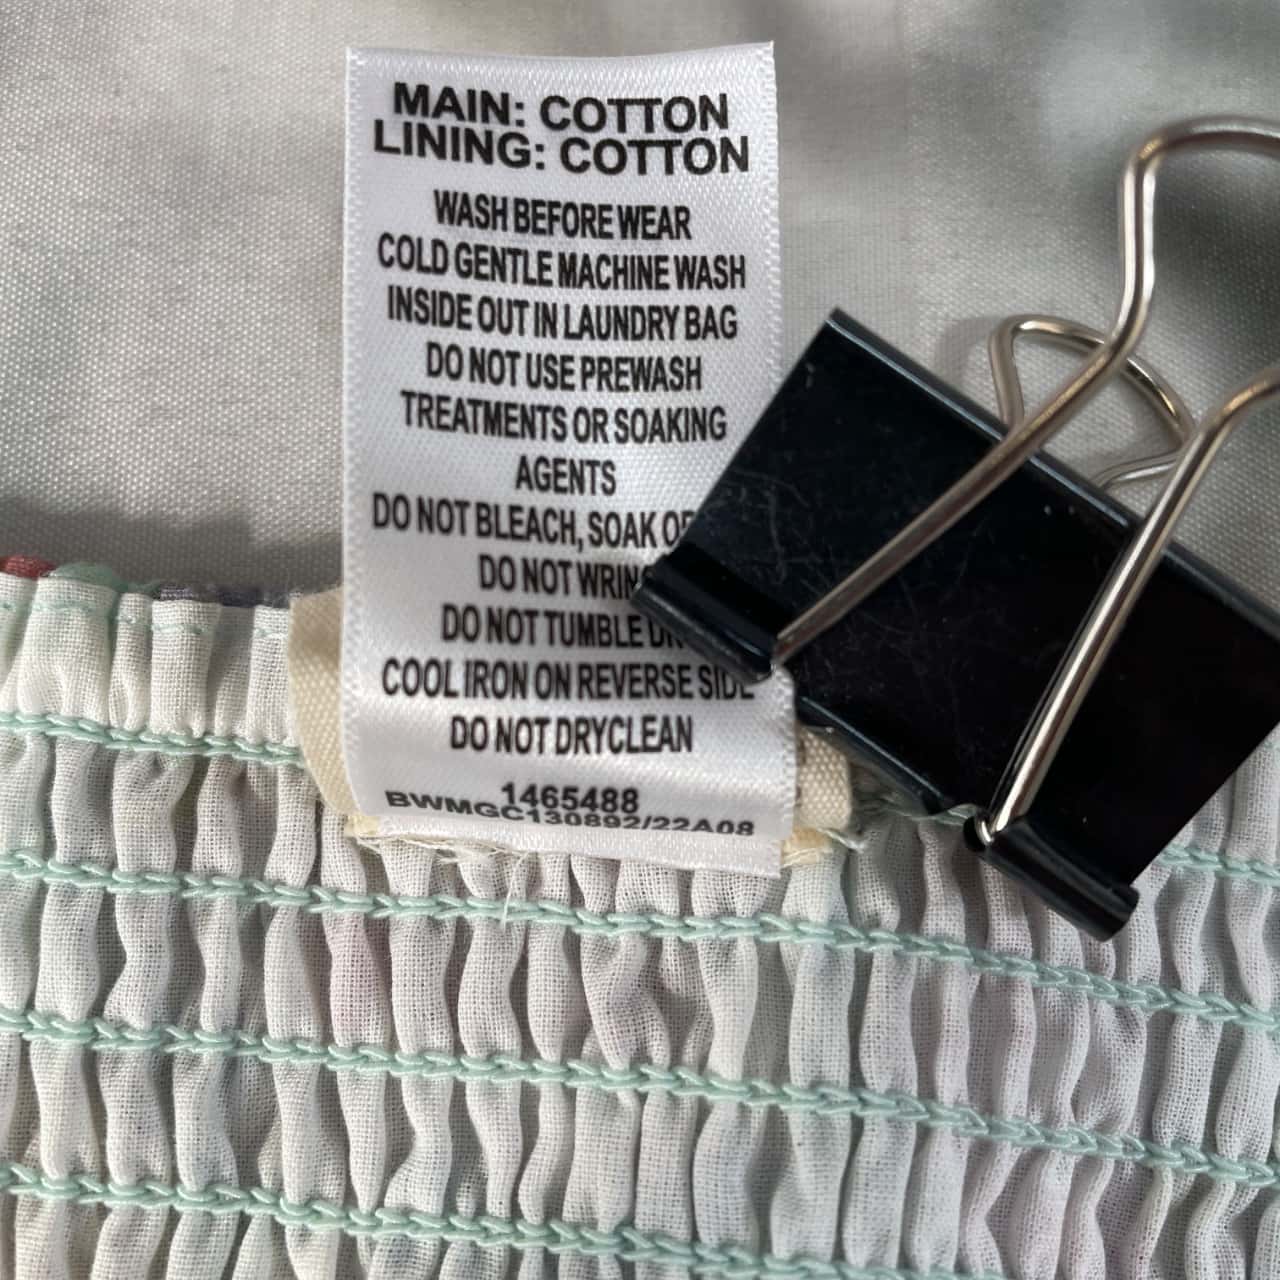 MAIN: COTTON
LINING: COTTON
WASH BEFORE WEAR
COLD GENTLE MACHINE WASH
INSIDE OUT IN LAUNDRY BAG
DO NOT USE PREWASH
TREATMENTS OR SOAKING
AGENTS
DO NOT BLEACH, SOAK
DO NOT
DO NOT TUMBLE
COOL IRON ON REVERSE SIDE
DO NOT DRYCLEAN
1465488
BWMGC130892/22A08